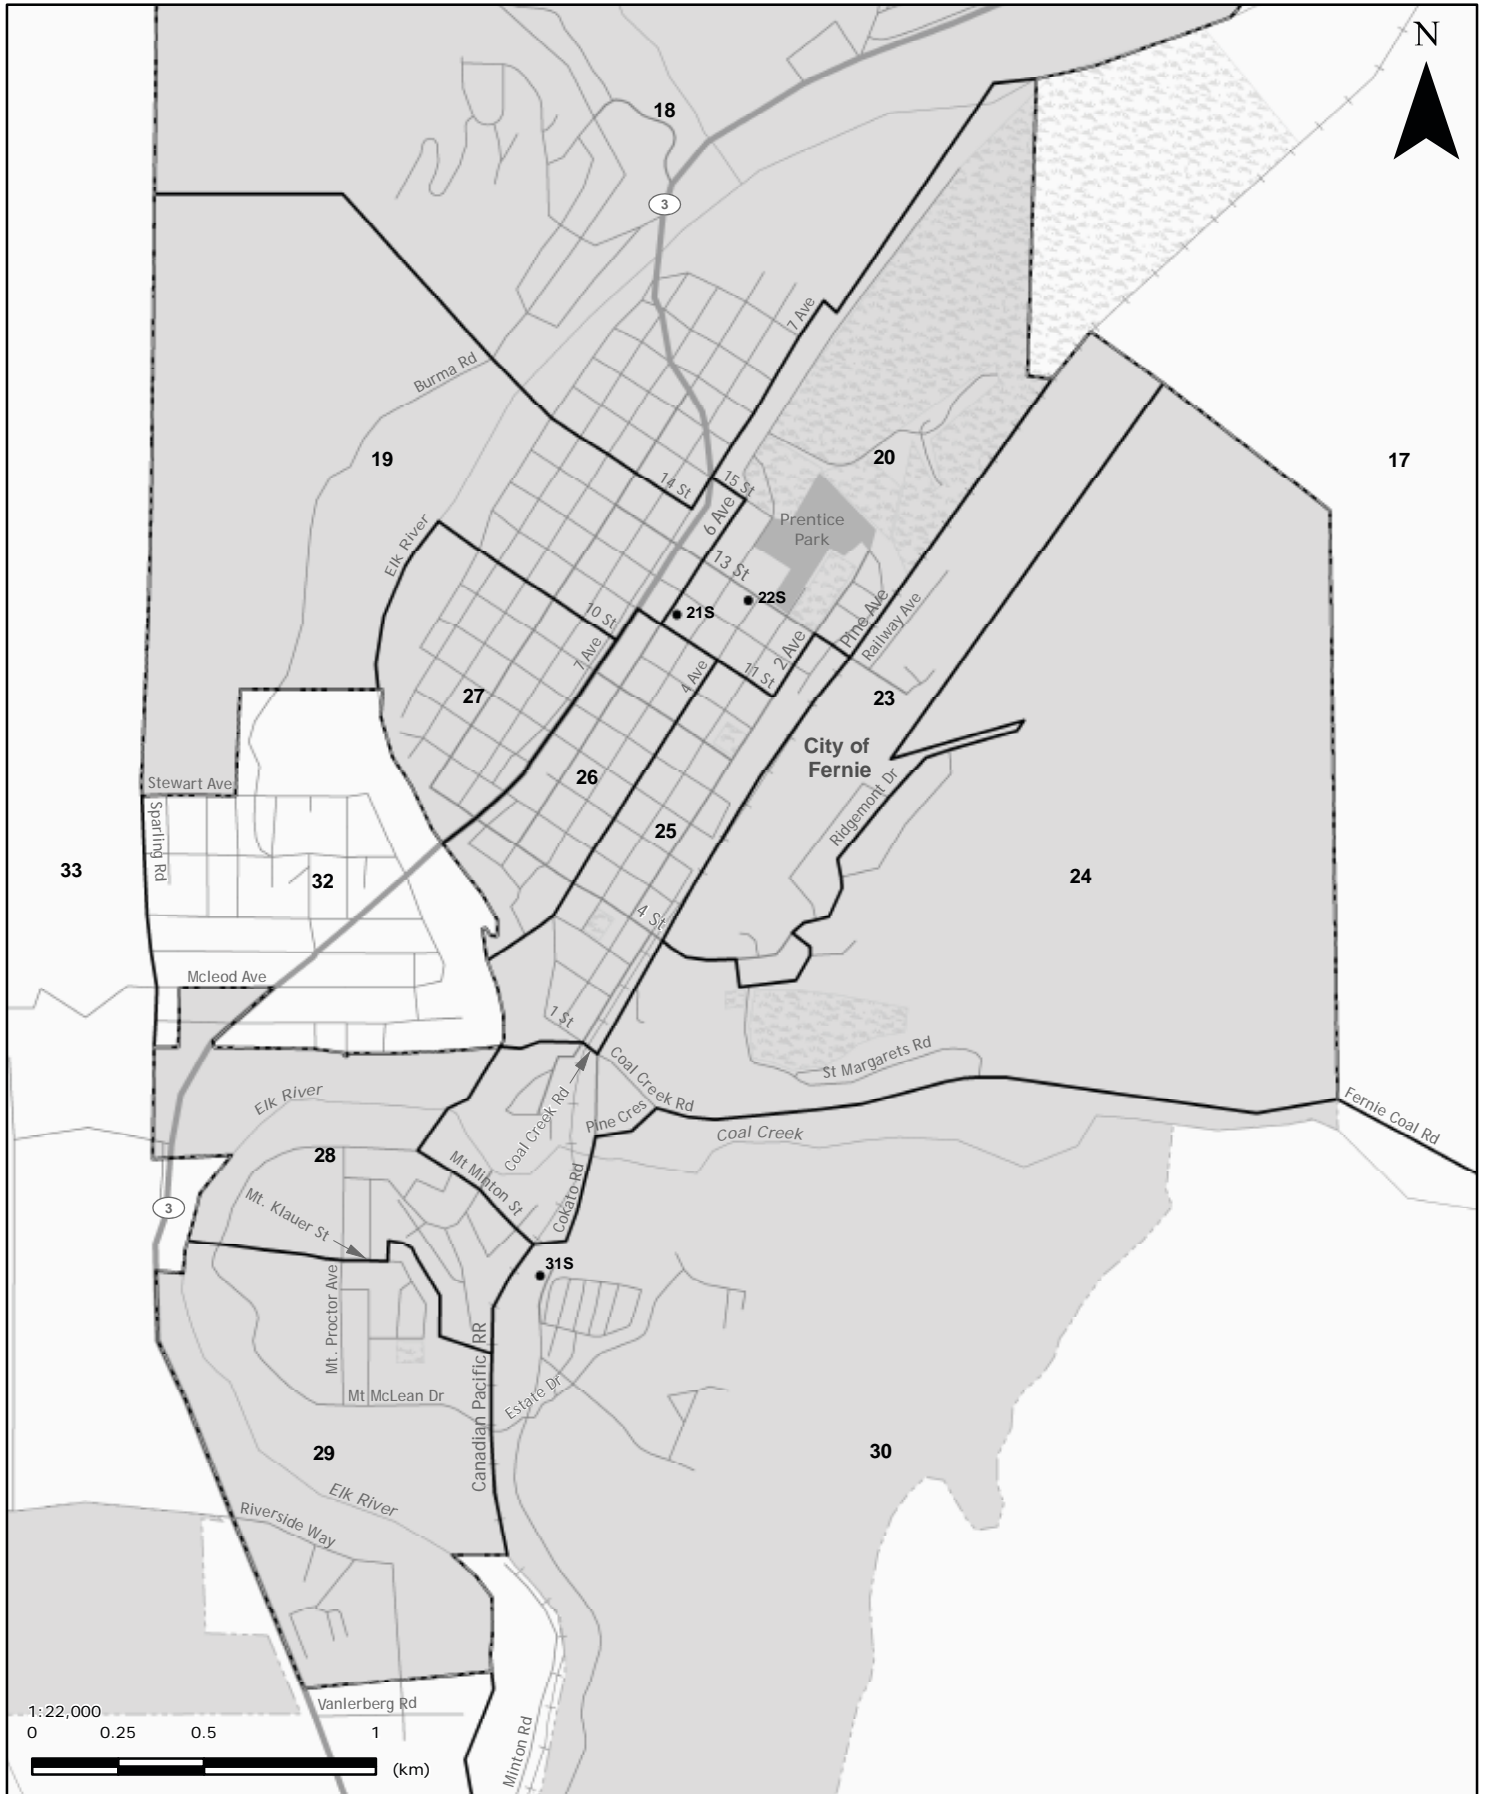 N
18
3
7 Ave
Burma Rd
19
20
17
14 St
15 St
6 Ave
Prentice
Park
Elk River
13 St
22S
21S
10 St
7 Ave
Pine Ave
Railway Ave
2 Ave
11 St
4 Ave
27
23
City of
Fernie
26
Stewart Ave
Sparling Rd
Ridgemont Dr
25
33
32
24
4 St
Mcleod Ave
1 St
Coal Creek Rd
St Margarets Rd
Elk River
Coal Creek Rd
Pine Cres
Fernie Coal Rd
Coal Creek
28
Mt Minton St
Cokato Rd
3
Mt. Klauer St
31S
Mt. Proctor Ave
Canadian Pacific RR
Mt McLean Dr
Estate Dr
29
30
Elk River
Riverside Way
Vanlerberg Rd
Minton Rd
1:22,000
0 0.25 0.5 1
(km)